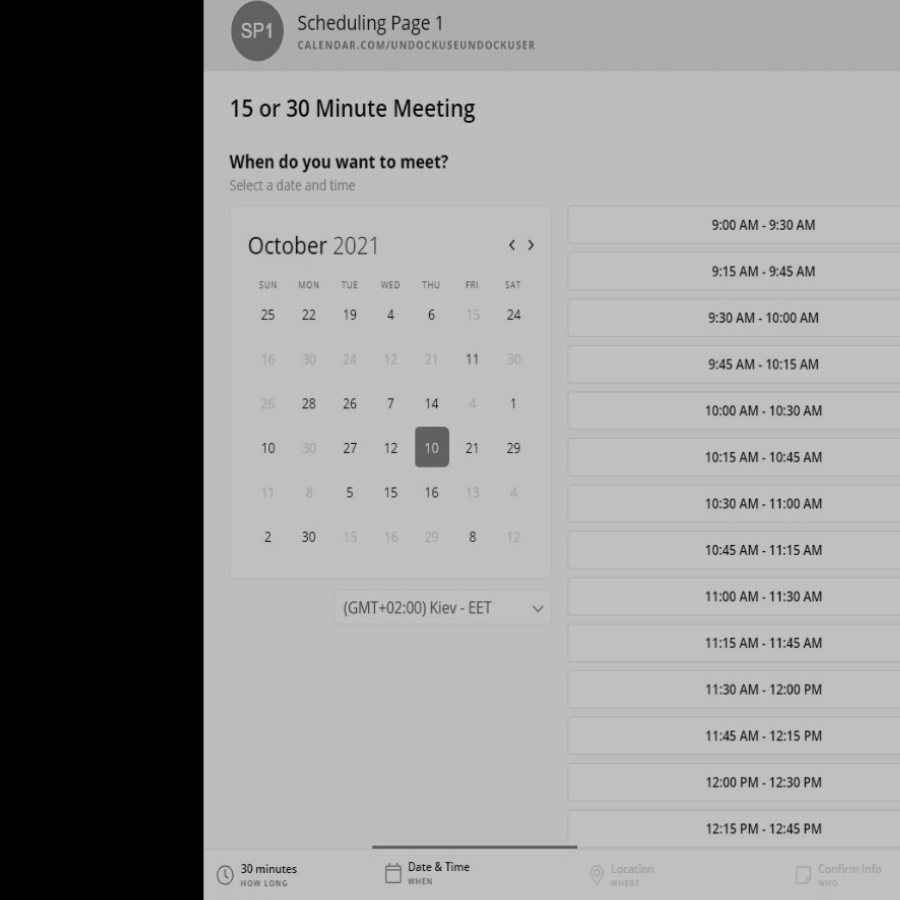 SP1
Scheduling Page 1
CALENDAR.COM/UNDOCKUSEUNDOCKUSER
15 or 30 Minute Meeting
When do you want to meet?
Select a date and time
October 2021
SUN MON TUE WED THU FRI SAT
25 22 19 4 6 15 24
16 30 24 12 21 11 30
26 28 26 7 14 4 1
10 30 27 12 10 21 29
11 8 5 15 16 13 4
2 30 15 16 29 8 12
(GMT+02:00) Kiev - EET
9:00 AM - 9:30 AM
9:15 AM - 9:45 AM
9:30 AM - 10:00 AM
9:45 AM - 10:15 AM
10:00 AM - 10:30 AM
10:15 AM - 10:45 AM
10:30 AM - 11:00 AM
10:45 AM - 11:15 AM
11:00 AM - 11:30 AM
11:15 AM - 11:45 AM
11:30 AM - 12:00 PM
11:45 AM - 12:15 PM
12:00 PM - 12:30 PM
12:15 PM - 12:45 PM
30 minutes
HOW LONG
Date & Time
WHEN
Location
WHERE
Confirm Info
WHO